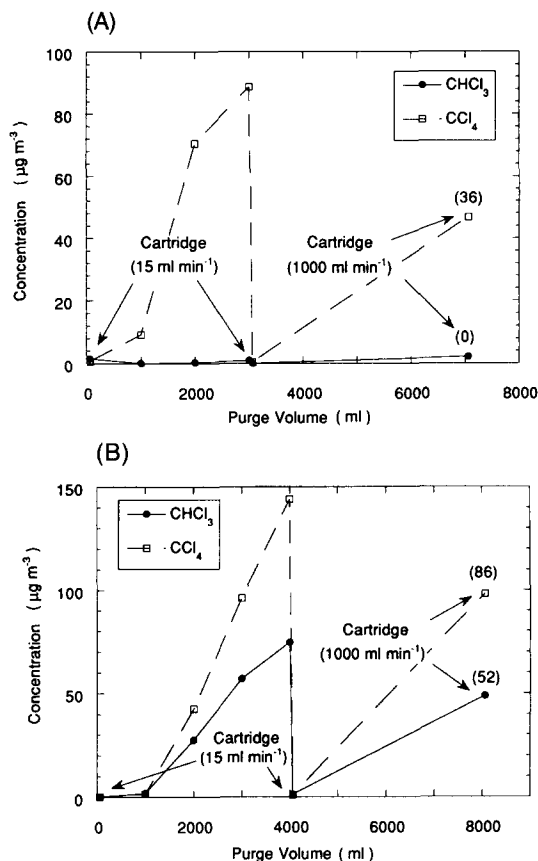 (A)
100
80
60
40
20
0
Concentration ( µg m⁻³ )
CHCl₃
CCl₄
Cartridge
(15 ml min⁻¹)
Cartridge
(1000 ml min⁻¹)
(36)
(0)
0 2000 4000 6000 8000
Purge Volume ( ml )
(B)
150
100
50
0
Concentration ( µg m⁻³ )
CHCl₃
CCl₄
(86)
Cartridge
(1000 ml min⁻¹)
(52)
Cartridge
(15 ml min⁻¹)
0 2000 4000 6000 8000 10000
Purge Volume ( ml )